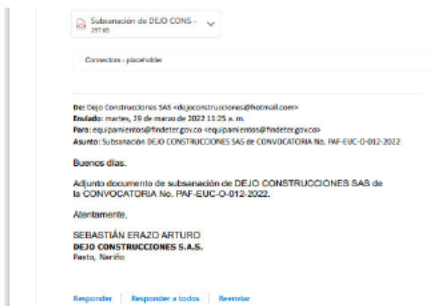 Subsanación de DEJO CONS...
297 KB
Connectors - placeholder
De: Dejo Construcciones SAS <dejoconstrucciones@hotmail.com>
Enviado: martes, 29 de marzo de 2022 11:25 a. m.
Para: equipamientos@findeter.gov.co <equipamientos@findeter.gov.co>
Asunto: Subsanación DEJO CONSTRUCCIONES SAS de CONVOCATORIA No. PAF-EUC-O-012-2022
Buenos días.
Adjunto documento de subsanación de DEJO CONSTRUCCIONES SAS de
la CONVOCATORIA No. PAF-EUC-O-012-2022.
Atentamente,
SEBASTIÁN ERAZO ARTURO
DEJO CONSTRUCCIONES S.A.S.
Pasto, Nariño
Responder
Responder a todos
Reenviar